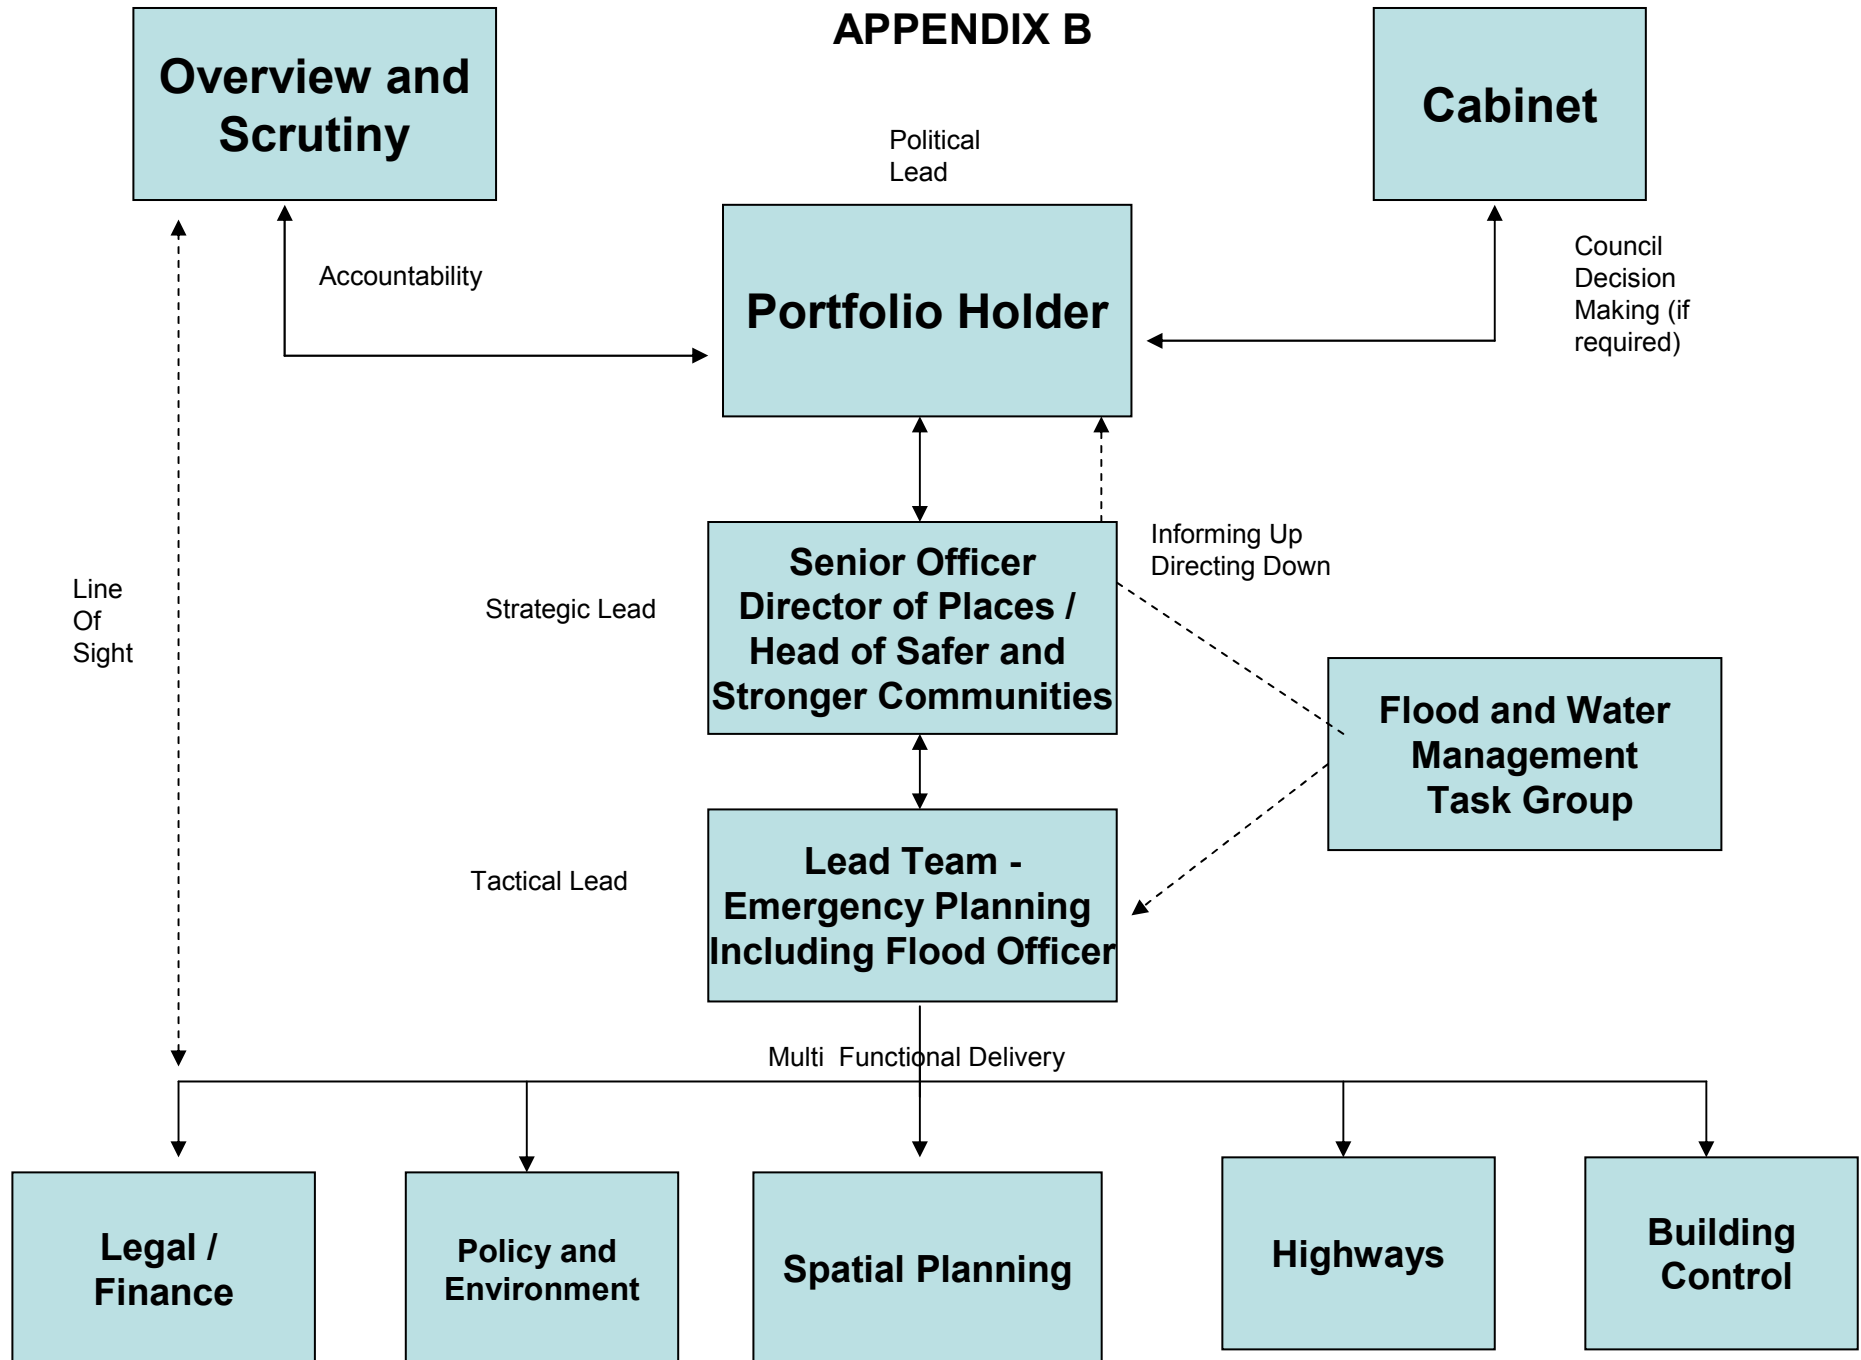 APPENDIX B
Overview and
Scrutiny
Cabinet
Political
Lead
Portfolio Holder
Accountability
Council
Decision
Making (if
required)
Line
Of
Sight
Strategic Lead
Senior Officer
Director of Places /
Head of Safer and
Stronger Communities
Informing Up
Directing Down
Flood and Water
Management
Task Group
Tactical Lead
Lead Team -
Emergency Planning
Including Flood Officer
Multi  Functional Delivery
Legal /
Finance
Policy and
Environment
Spatial Planning
Highways
Building
Control